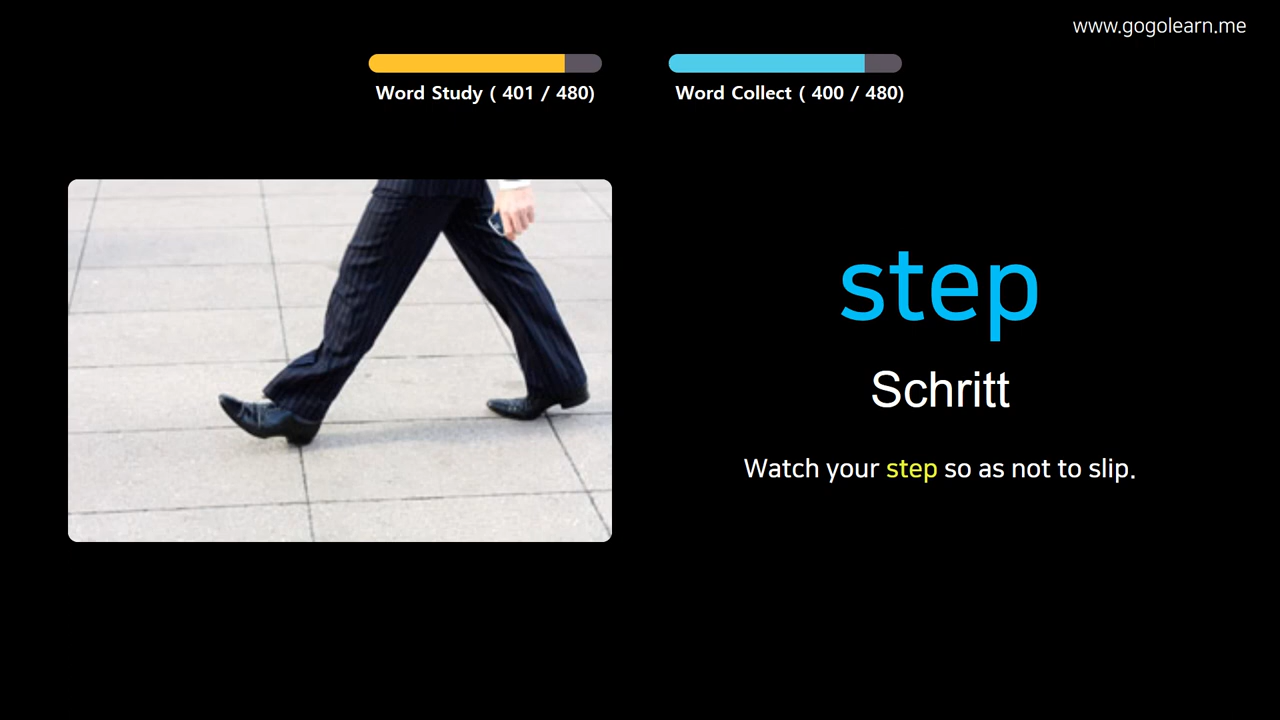 www.gogolearn.me
Word Study ( 401 / 480)
Word Collect ( 400 / 480)
step
Schritt
Watch your step so as not to slip.